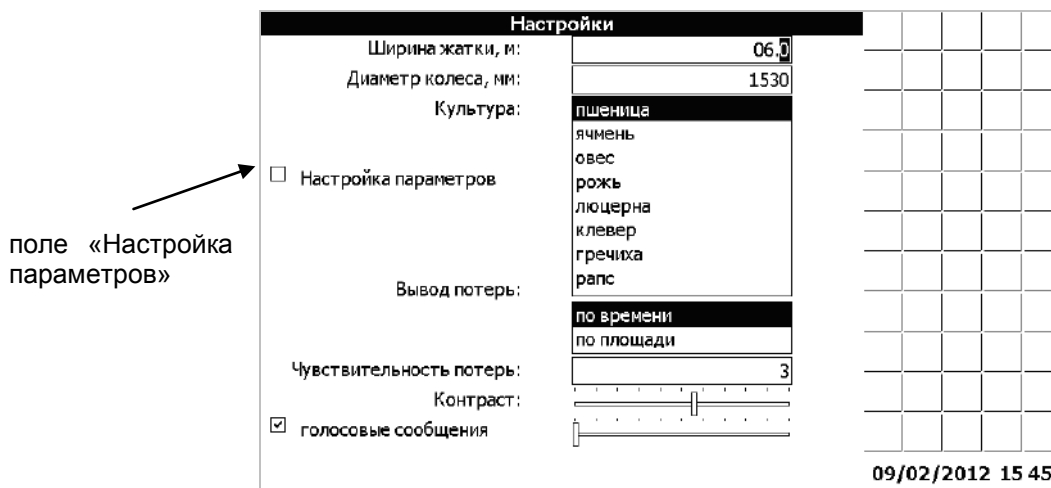 Настройки
Ширина жатки, м: 06.0
Диаметр колеса, мм: 1530
Культура: пшеница
ячмень
овес
Настройка параметров рожь
люцерна
клевер
гречиха
рапс
поле «Настройка
параметров»
Вывод потерь:
по времени
по площади
Чувствительность потерь: 3
Контраст:
голосовые сообщения
09/02/2012 15 45